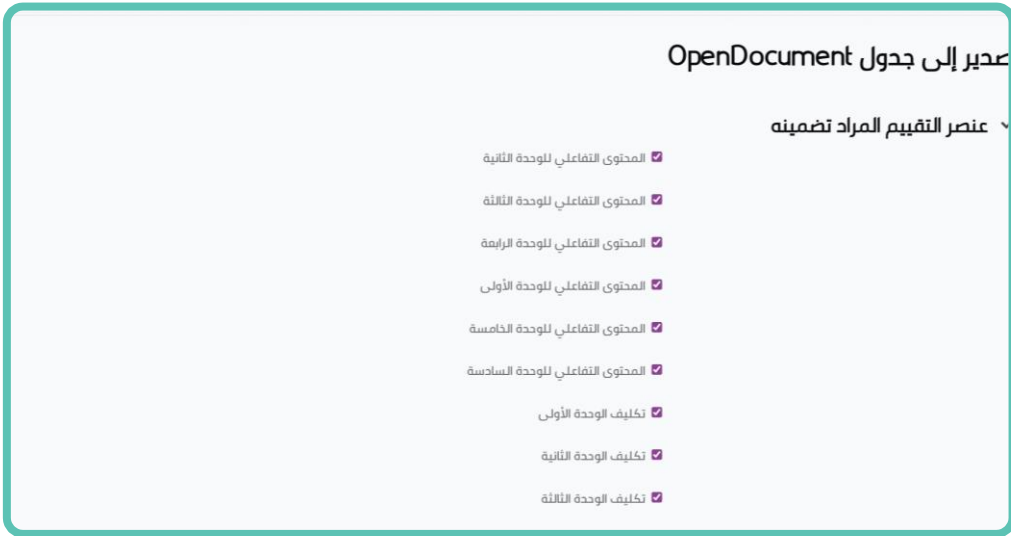 صدير إلى جدول OpenDocument
عنصر التقييم المراد تضمينه
المحتوى التفاعلي للوحدة الثانية
المحتوى التفاعلي للوحدة الثالثة
المحتوى التفاعلي للوحدة الرابعة
المحتوى التفاعلي للوحدة الأولى
المحتوى التفاعلي للوحدة الخامسة
المحتوى التفاعلي للوحدة السادسة
تكليف الوحدة الأولى
تكليف الوحدة الثانية
تكليف الوحدة الثالثة